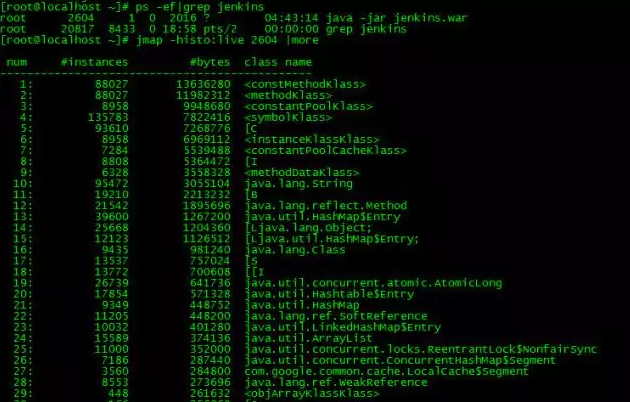 [root@localhost ~]# ps -ef|grep jenkins
root 2604 1 0 2016 ? 04:43:14 java -jar jenkins.war
root 20817 8433 0 18:58 pts/2 00:00:00 grep jenkins
[root@localhost ~]# jmap -histo:live 2604 |more
num #instances #bytes class name
----------------------------------------------
1: 88027 13636280 <constMethodKlass>
2: 88027 11982312 <methodKlass>
3: 8958 9948680 <constantPoolKlass>
4: 135783 7822416 <symbolKlass>
5: 93610 7268776 [C
6: 8958 6969112 <instanceKlassKlass>
7: 7284 5539488 <constantPoolCacheKlass>
8: 8808 5364472 [I
9: 6328 3558328 <methodDataKlass>
10: 95472 3055104 java.lang.String
11: 19210 2213232 [B
12: 21542 1895696 java.lang.reflect.Method
13: 39600 1267200 java.util.HashMap$Entry
14: 25668 1204360 [Ljava.lang.Object;
15: 12123 1126512 [Ljava.util.HashMap$Entry;
16: 9435 981240 java.lang.Class
17: 13537 757024 [S
18: 13772 700608 [[I
19: 26739 641736 java.util.concurrent.atomic.AtomicLong
20: 17854 571328 java.util.Hashtable$Entry
21: 9349 448752 java.util.HashMap
22: 11205 448200 java.lang.ref.SoftReference
23: 10032 401280 java.util.LinkedHashMap$Entry
24: 15589 374136 java.util.ArrayList
25: 11000 352000 java.util.concurrent.locks.ReentrantLock$NonfairSync
26: 7186 287440 java.util.concurrent.ConcurrentHashMap$Segment
27: 3560 284800 com.google.common.cache.LocalCache$Segment
28: 8553 273696 java.lang.ref.WeakReference
29: 448 261632 <objArrayKlassKlass>